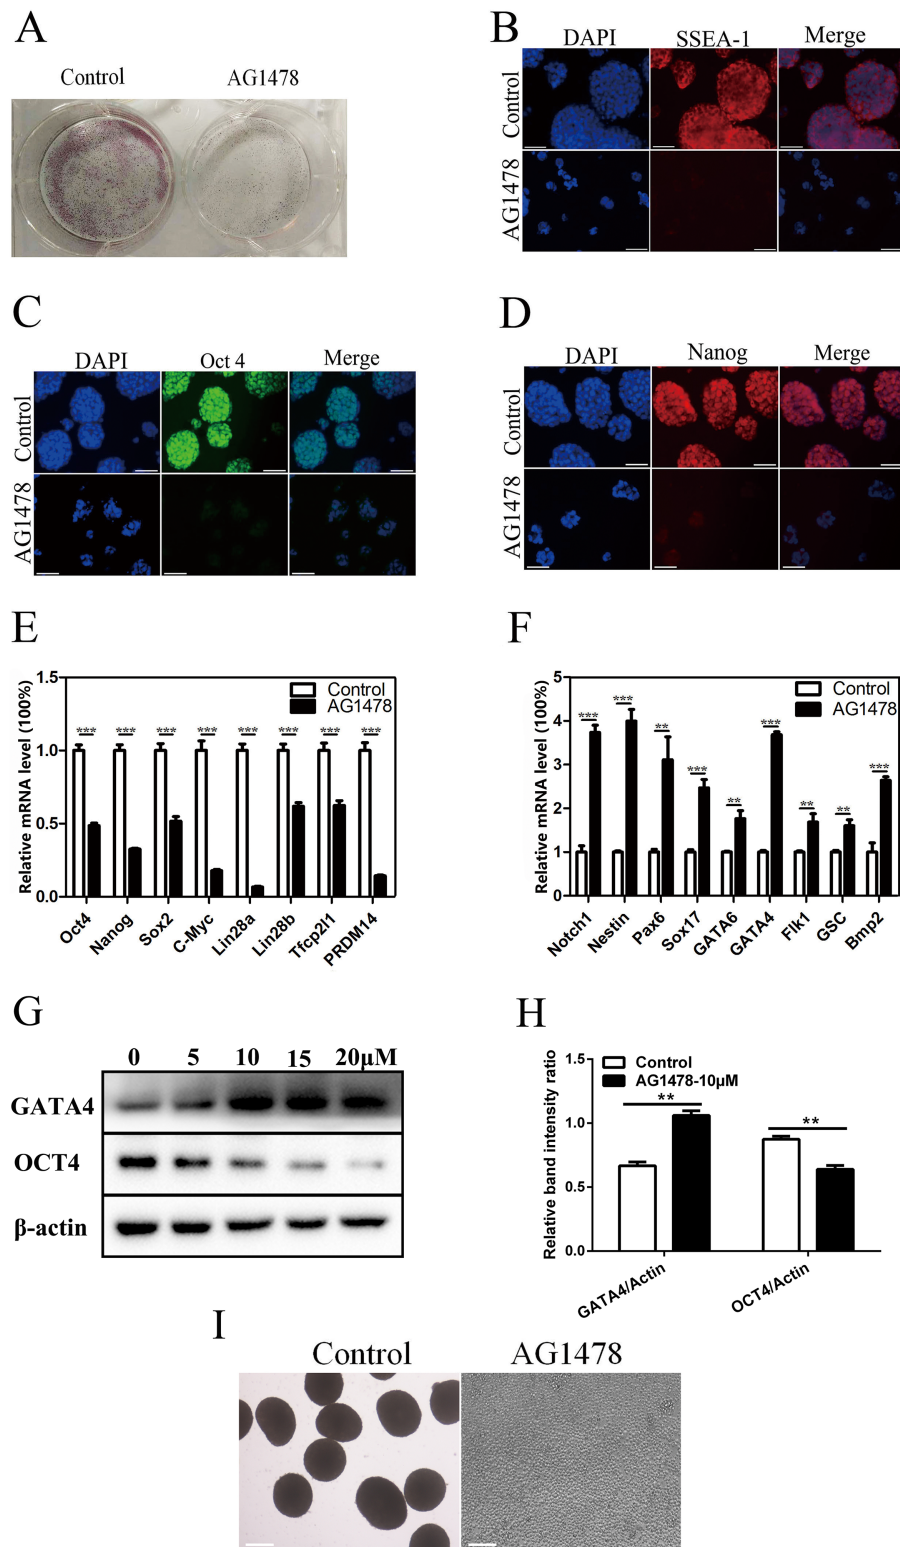 A
Control AG1478
B
DAPI SSEA-1 Merge
Control
AG1478
C
DAPI Oct 4 Merge
Control
AG1478
D
DAPI Nanog Merge
Control
AG1478
E
Relative mRNA level (100%)
1.5
1.0
0.5
0.0
Control
AG1478
*** *** *** *** *** *** *** ***
Oct4 Nanog Sox2 C-Myc Lin28a Lin28b Tfcp2l1 PRDM14
F
Relative mRNA level (100%)
5
4
3
2
1
0
Control
AG1478
*** *** ** *** ** *** ** ** ***
Notch1 Nestin Pax6 Sox17 GATA6 GATA4 Flk1 GSC Bmp2
G
0 5 10 15 20μM
GATA4
OCT4
β-actin
H
Relative band intensity ratio
1.5
1.0
0.5
0.0
Control
AG1478-10μM
** **
GATA4/Actin OCT4/Actin
I
Control AG1478